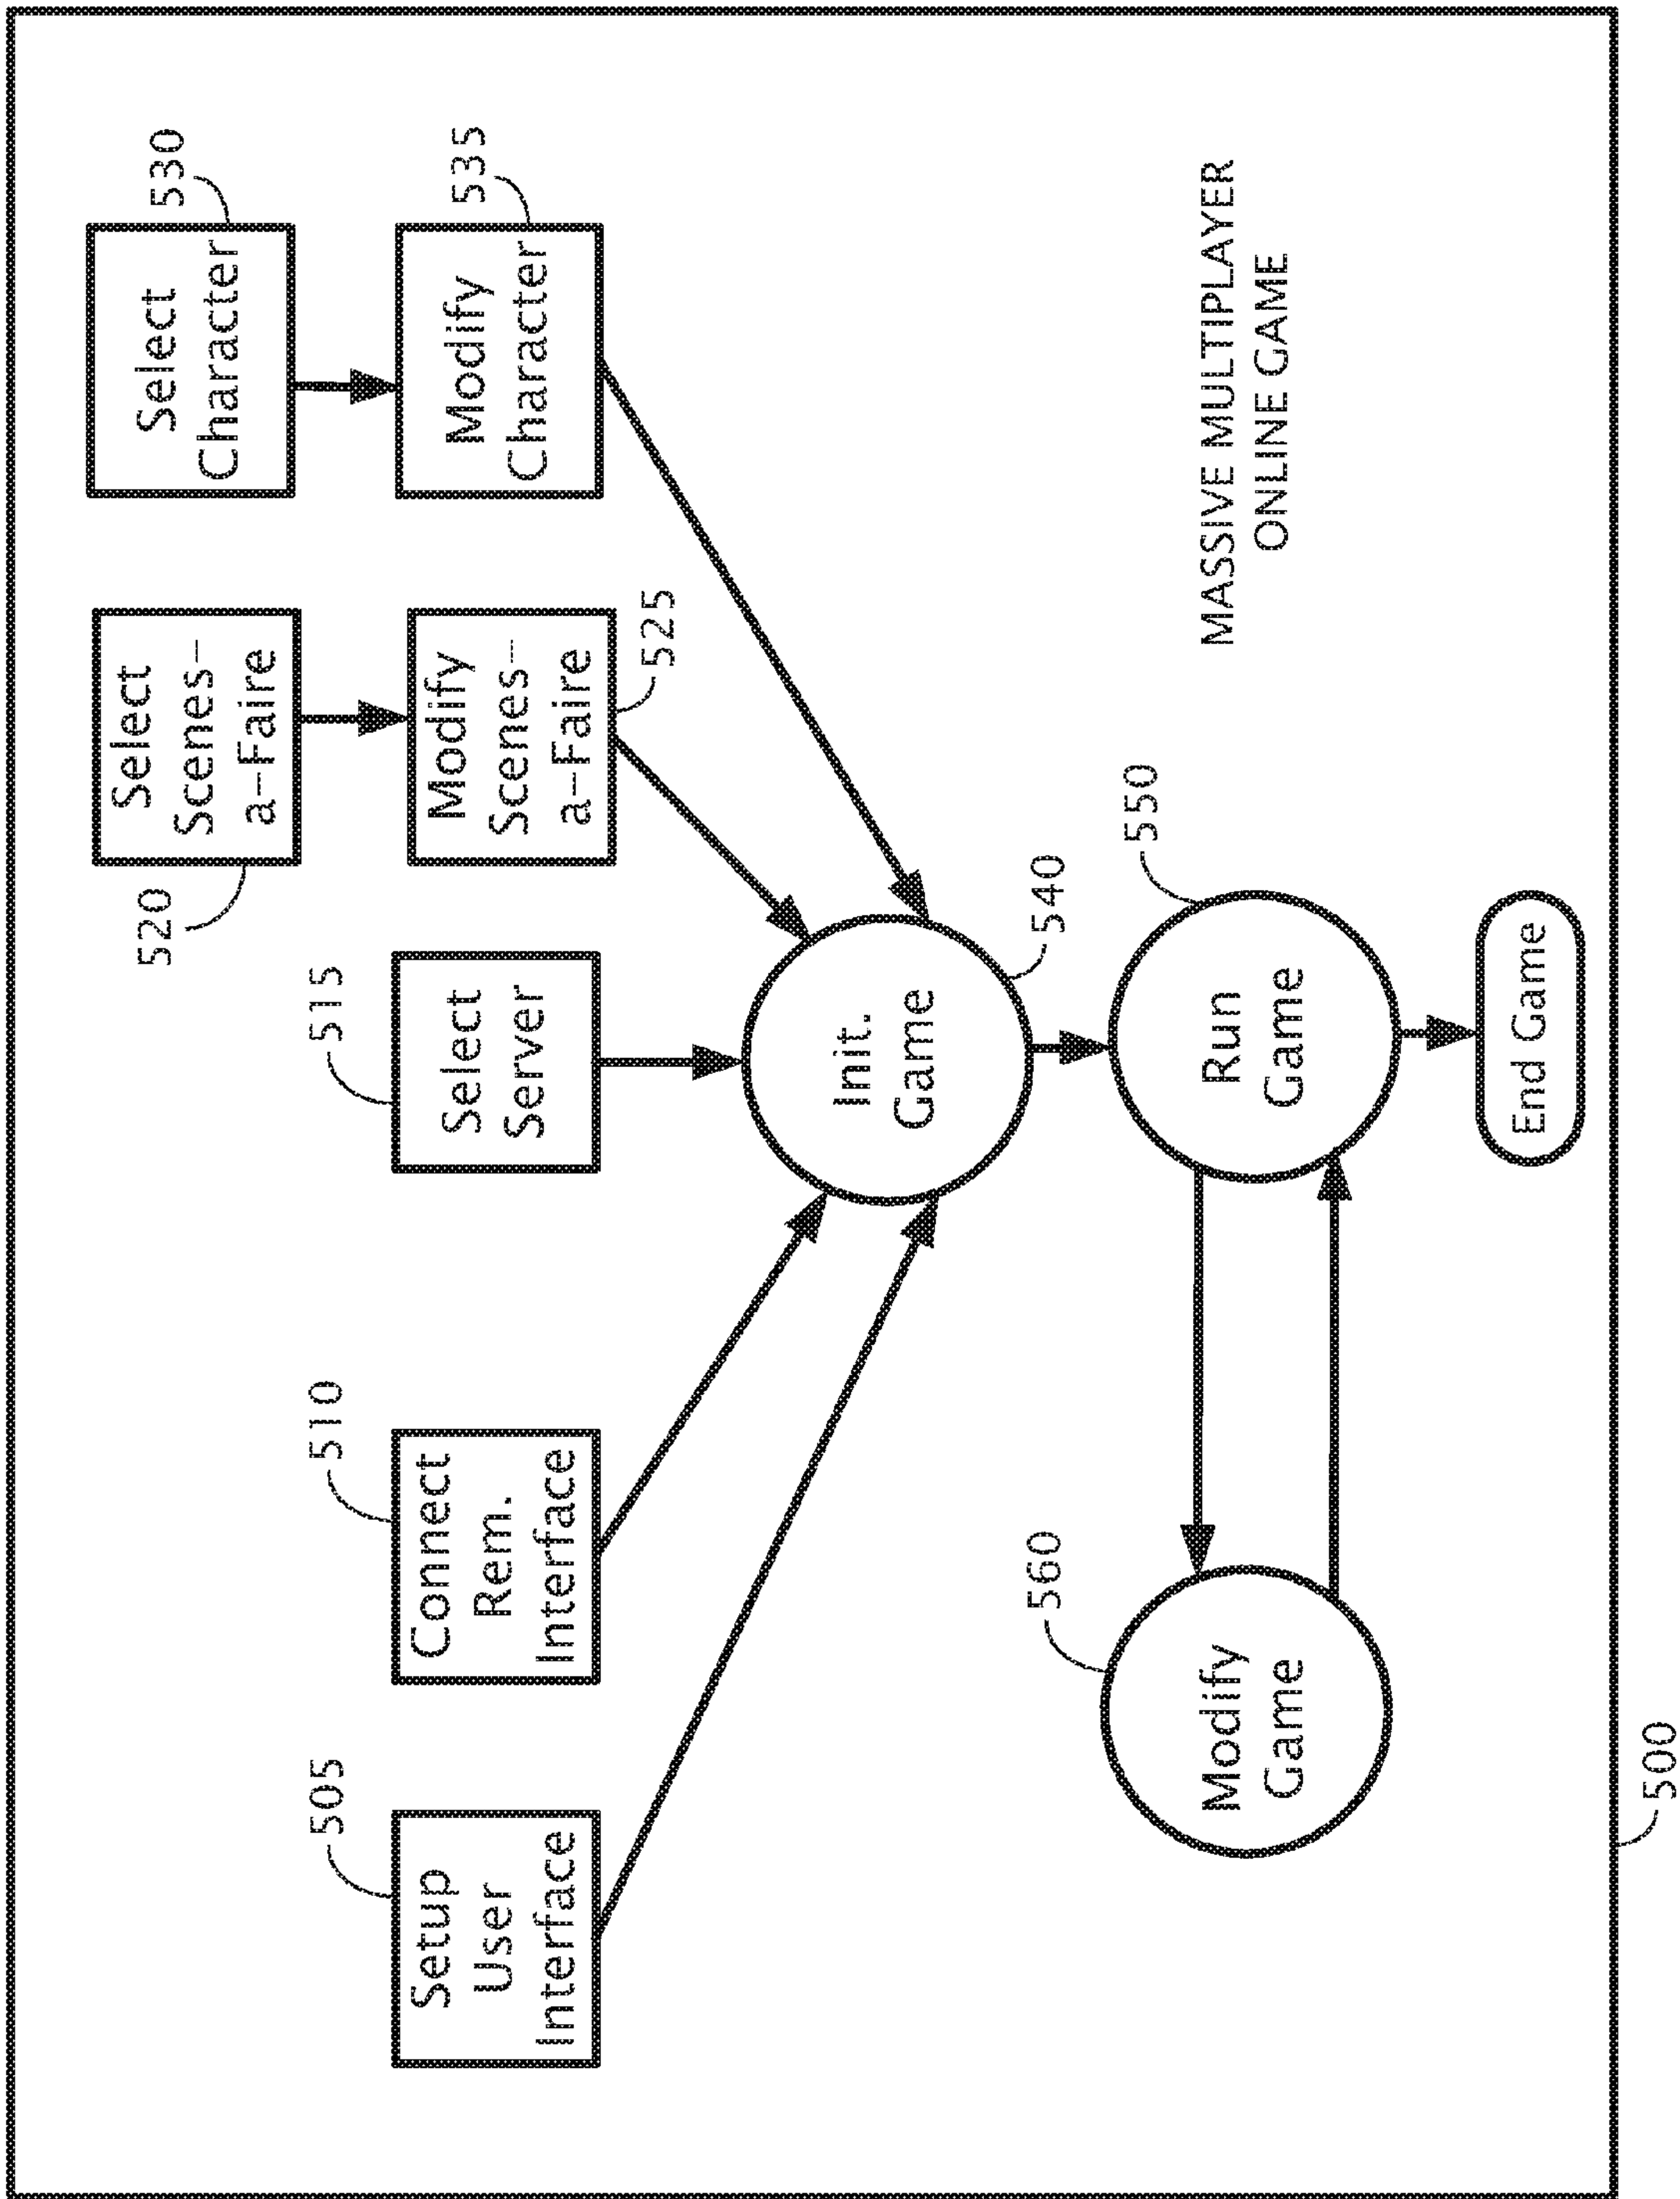 530
Select
Character
520
Select
Scenes-
a-Faire
535
Modify
Character
525
Modify
Scenes-
a-Faire
515
Select
Server
510
Connect
Rem.
Interface
505
Setup
User
Interface
540
Init.
Game
550
Run
Game
560
Modify
Game
End Game
MASSIVE MULTIPLAYER
ONLINE GAME
500